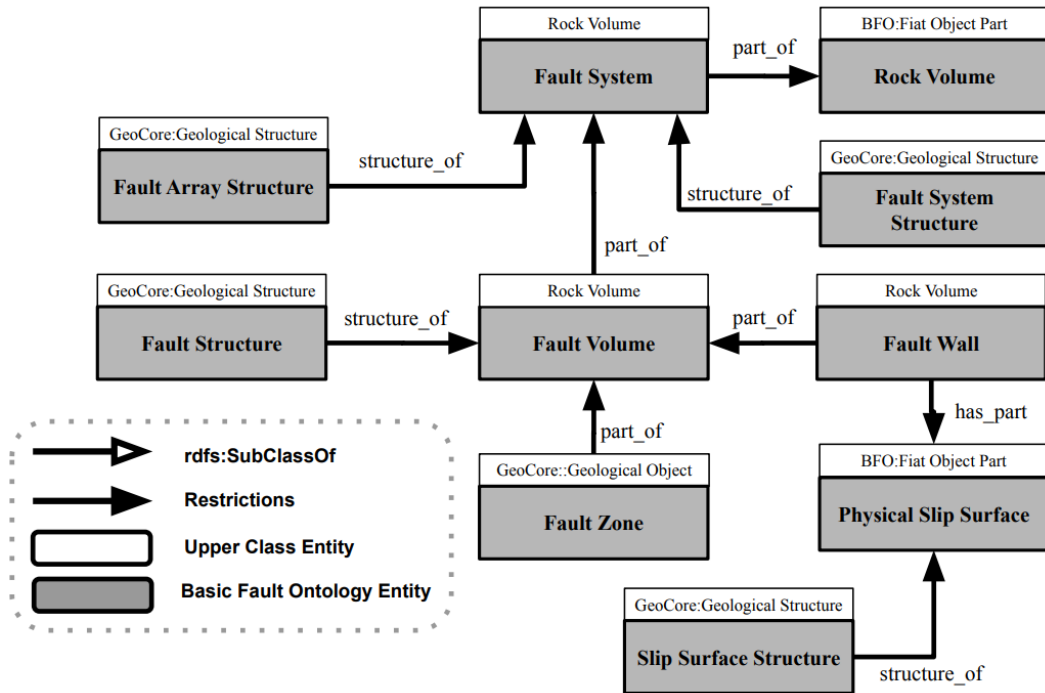 Rock Volume
Fault System
part_of
BFO:Fiat Object Part
Rock Volume
GeoCore:Geological Structure
Fault Array Structure
structure_of
GeoCore:Geological Structure
Fault System
Structure
structure_of
part_of
GeoCore:Geological Structure
Fault Structure
structure_of
Rock Volume
Fault Volume
part_of
Rock Volume
Fault Wall
has_part
part_of
rdfs:SubClassOf
Restrictions
Upper Class Entity
Basic Fault Ontology Entity
GeoCore::Geological Object
Fault Zone
BFO:Fiat Object Part
Physical Slip Surface
GeoCore:Geological Structure
Slip Surface Structure
structure_of